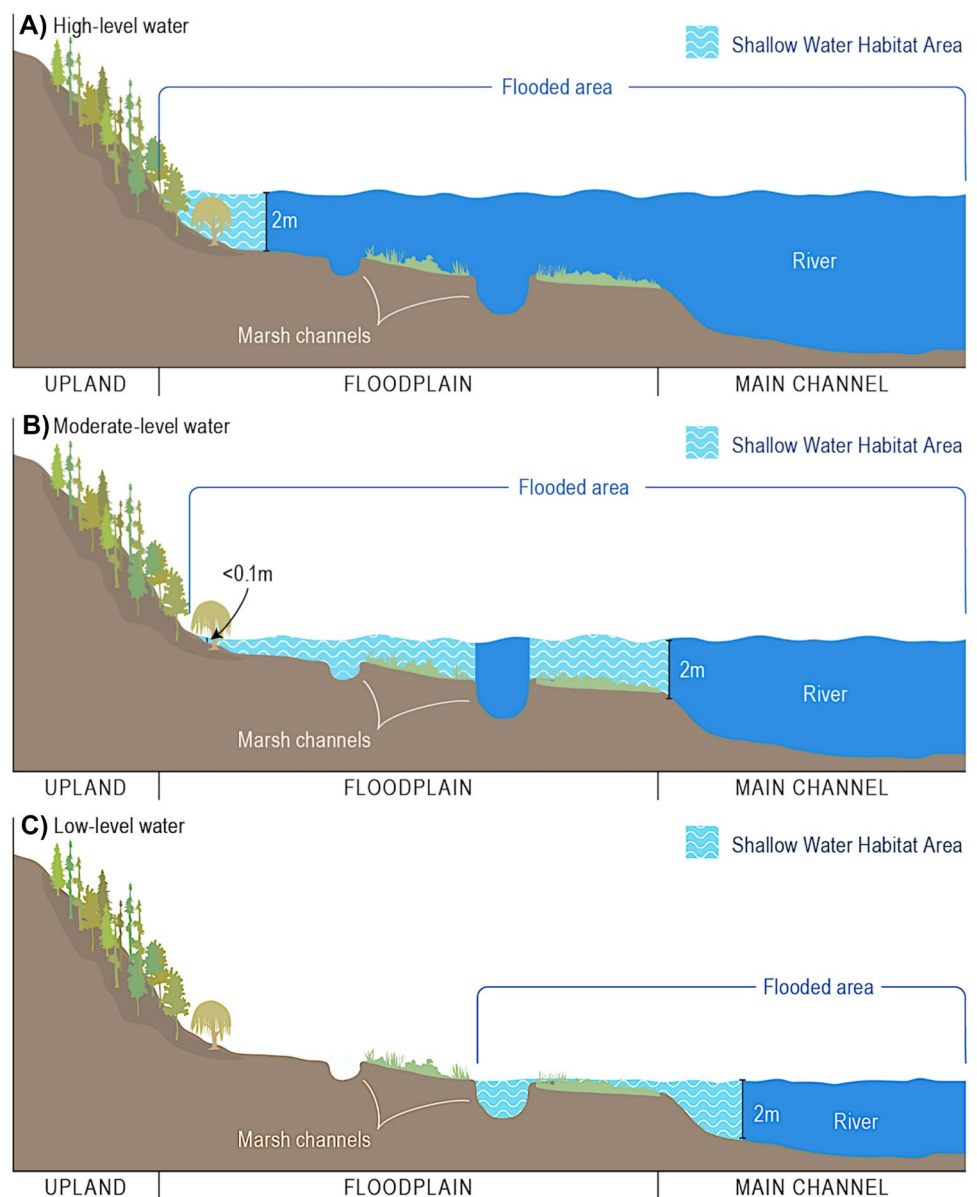 A) High-level water
Shallow Water Habitat Area
Flooded area
2m
River
Marsh channels
UPLAND FLOODPLAIN MAIN CHANNEL
B) Moderate-level water
Shallow Water Habitat Area
Flooded area
<0.1m
2m
River
Marsh channels
UPLAND FLOODPLAIN MAIN CHANNEL
C) Low-level water
Shallow Water Habitat Area
Flooded area
2m
River
Marsh channels
UPLAND FLOODPLAIN MAIN CHANNEL